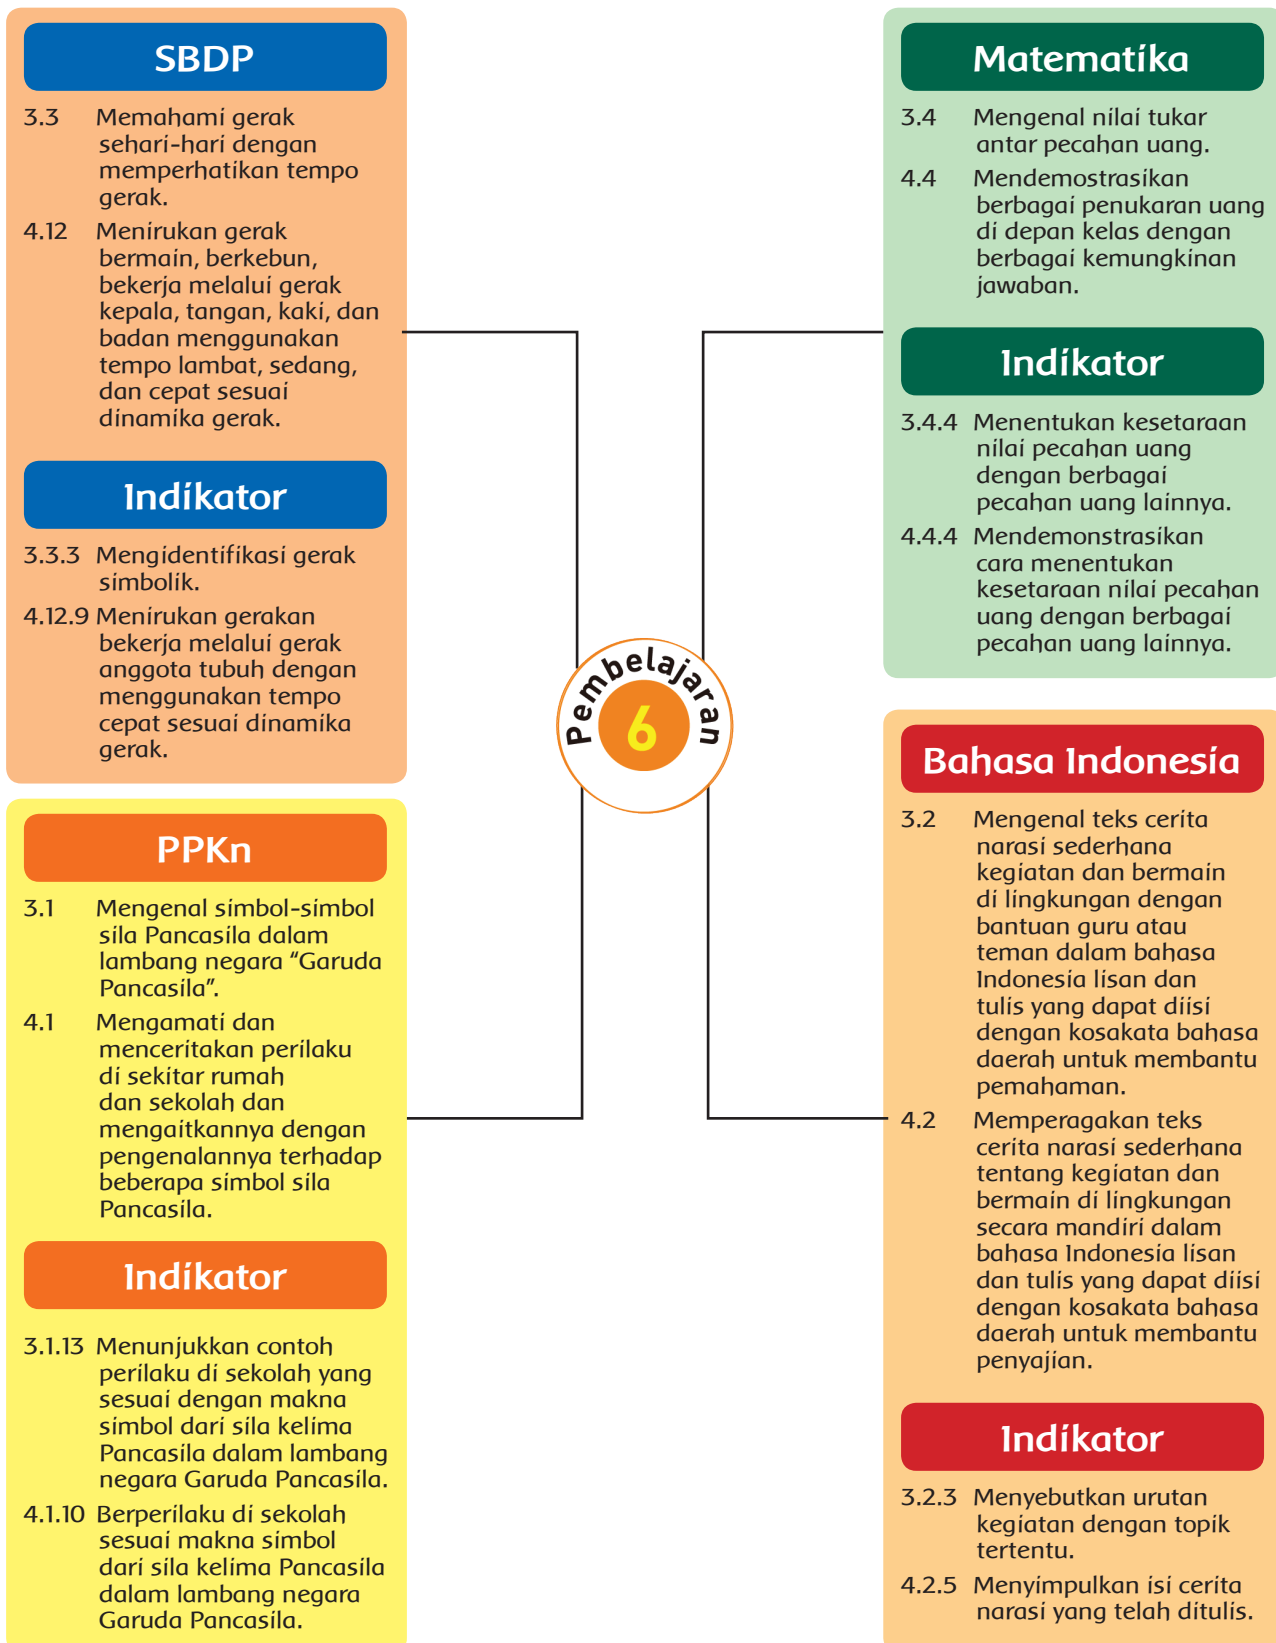 SBDP
3.3 Memahami gerak
sehari-hari dengan
memperhatikan tempo
gerak.
4.12 Menirukan gerak
bermain, berkebun,
bekerja melalui gerak
kepala, tangan, kaki, dan
badan menggunakan
tempo lambat, sedang,
dan cepat sesuai
dinamika gerak.
Indikator
3.3.3 Mengidentifikasi gerak
simbolik.
4.12.9 Menirukan gerakan
bekerja melalui gerak
anggota tubuh dengan
menggunakan tempo
cepat sesuai dinamika
gerak.
PPKn
3.1 Mengenal simbol-simbol
sila Pancasila dalam
lambang negara “Garuda
Pancasila”.
4.1 Mengamati dan
menceritakan perilaku
di sekitar rumah
dan sekolah dan
mengaitkannya dengan
pengenalannya terhadap
beberapa simbol sila
Pancasila.
Indikator
3.1.13 Menunjukkan contoh
perilaku di sekolah yang
sesuai dengan makna
simbol dari sila kelima
Pancasila dalam lambang
negara Garuda Pancasila.
4.1.10 Berperilaku di sekolah
sesuai makna simbol
dari sila kelima Pancasila
dalam lambang negara
Garuda Pancasila.
Pembelajaran
6
Matematika
3.4 Mengenal nilai tukar
antar pecahan uang.
4.4 Mendemostrasikan
berbagai penukaran uang
di depan kelas dengan
berbagai kemungkinan
jawaban.
Indikator
3.4.4 Menentukan kesetaraan
nilai pecahan uang
dengan berbagai
pecahan uang lainnya.
4.4.4 Mendemonstrasikan
cara menentukan
kesetaraan nilai pecahan
uang dengan berbagai
pecahan uang lainnya.
Bahasa Indonesia
3.2 Mengenal teks cerita
narasi sederhana
kegiatan dan bermain
di lingkungan dengan
bantuan guru atau
teman dalam bahasa
Indonesia lisan dan
tulis yang dapat diisi
dengan kosakata bahasa
daerah untuk membantu
pemahaman.
4.2 Memperagakan teks
cerita narasi sederhana
tentang kegiatan dan
bermain di lingkungan
secara mandiri dalam
bahasa Indonesia lisan
dan tulis yang dapat diisi
dengan kosakata bahasa
daerah untuk membantu
penyajian.
Indikator
3.2.3 Menyebutkan urutan
kegiatan dengan topik
tertentu.
4.2.5 Menyimpulkan isi cerita
narasi yang telah ditulis.